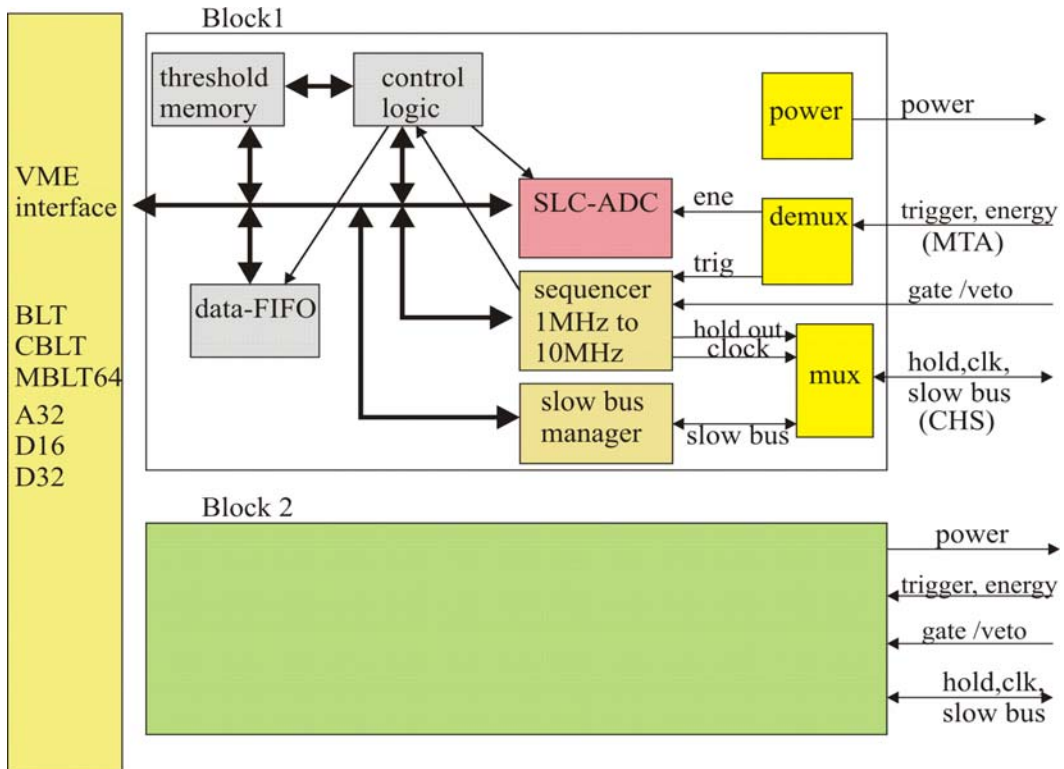 Block1
threshold
memory
control
logic
power
power
VME
interface
SLC-ADC
ene
demux
trigger, energy
(MTA)
trig
data-FIFO
sequencer
1MHz to
10MHz
gate /veto
hold out
clock
mux
hold,clk,
slow bus
(CHS)
slow bus
manager
slow bus
BLT
CBLT
MBLT64
A32
D16
D32
Block 2
power
trigger, energy
gate /veto
hold,clk,
slow bus